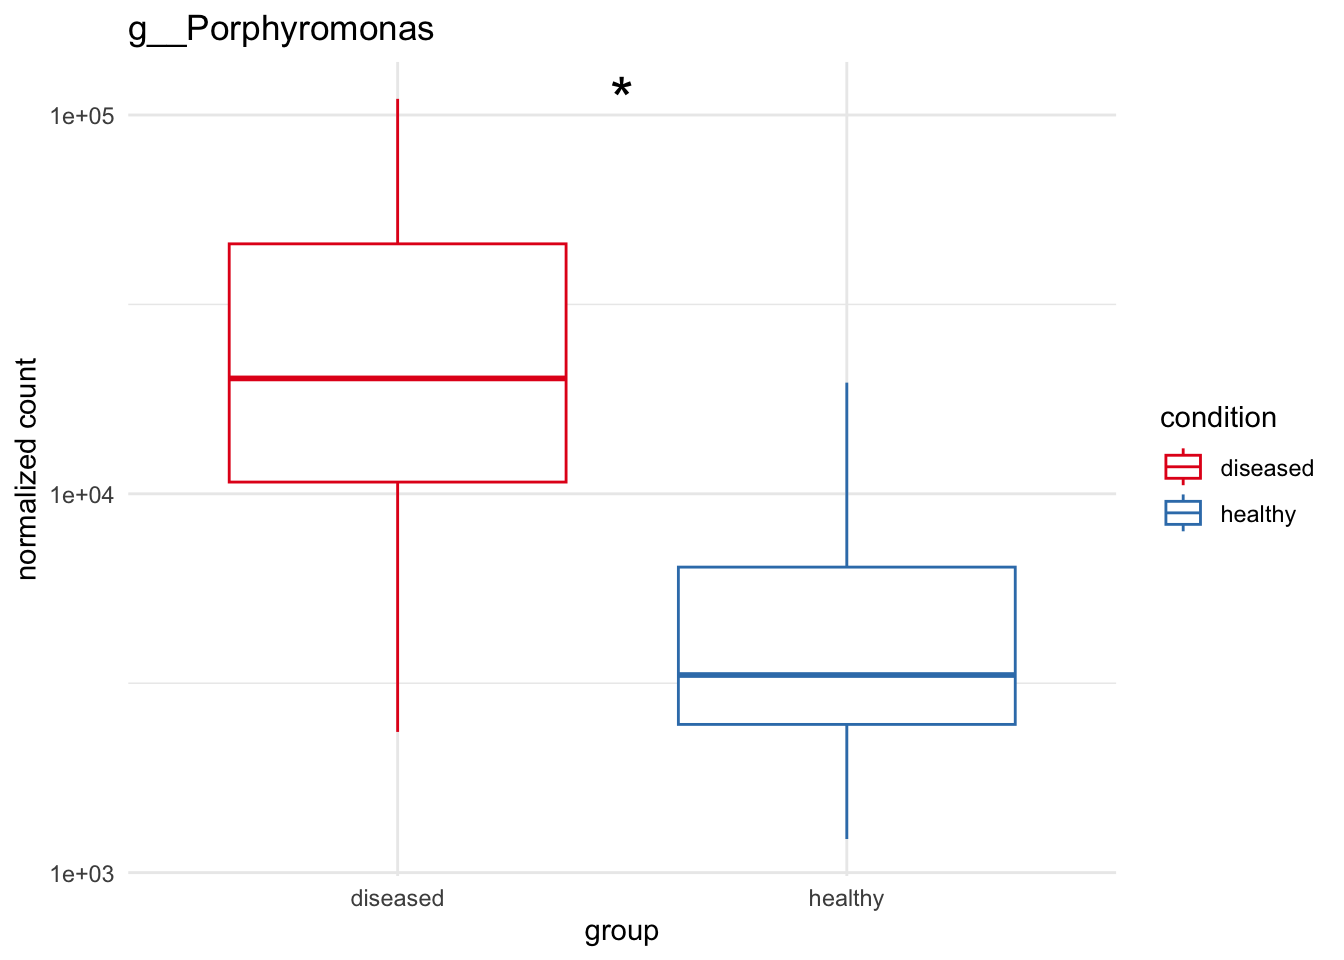 g__Porphyromonas
*
1e+05
1e+04
1e+03
normalized count
diseased
healthy
group
condition
diseased
healthy